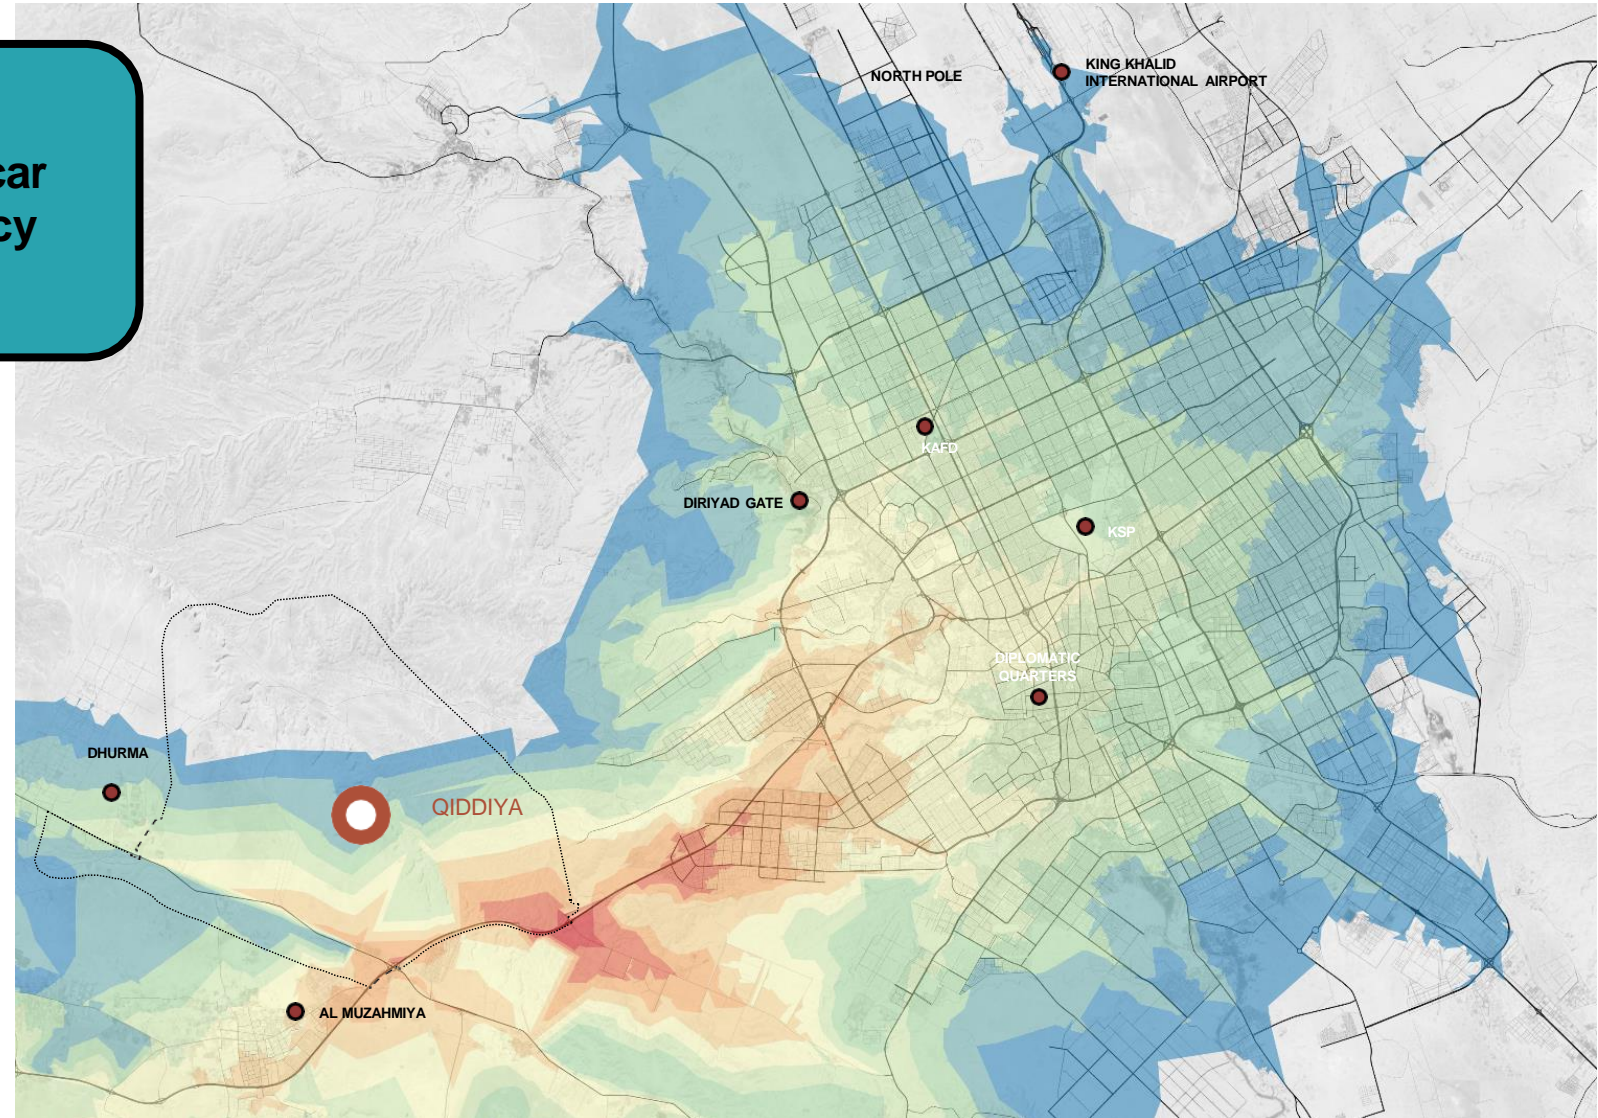 car
cy
NORTH POLE
KING KHALID
INTERNATIONAL AIRPORT
KAFD
DIRIYAD GATE
KSP
DIPLOMATIC
QUARTERS
DHURMA
QIDDIYA
AL MUZAHMIYA